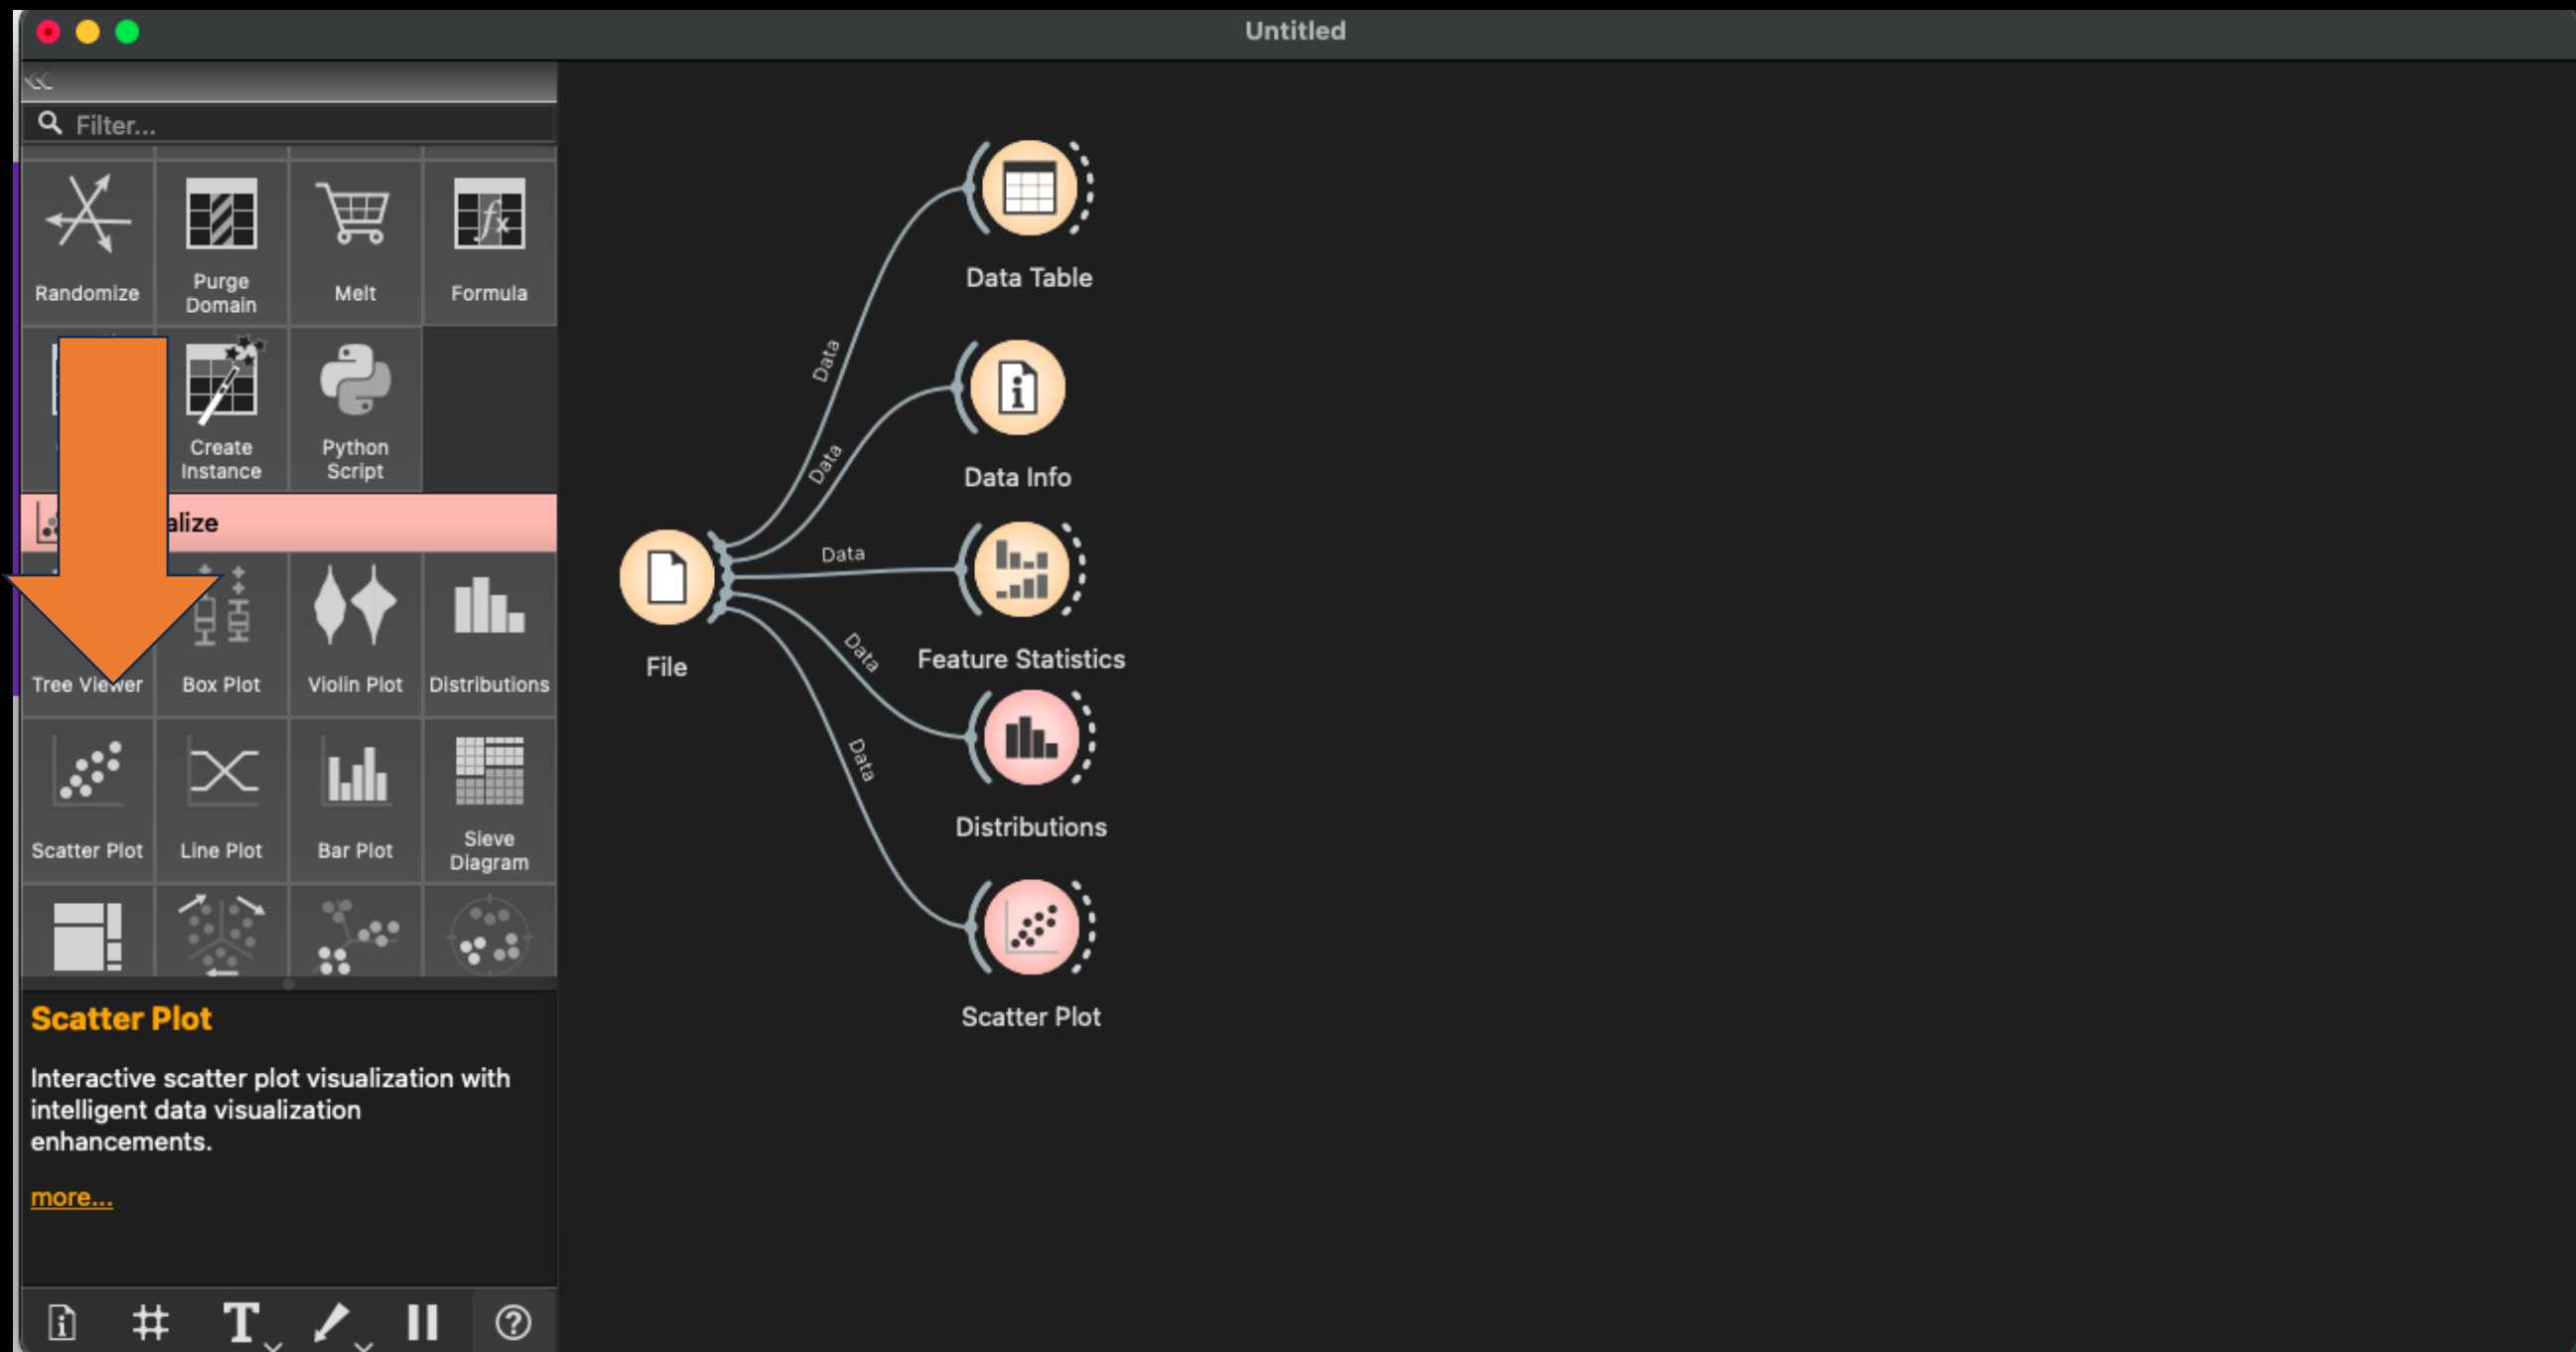 Untitled
Filter...
Randomize
Purge
Domain
Melt
Formula
Create
Instance
Python
Script
alize
Tree Viewer
Box Plot
Violin Plot
Distributions
Scatter Plot
Line Plot
Bar Plot
Sieve
Diagram
Scatter Plot
Interactive scatter plot visualization with
intelligent data visualization
enhancements.
more...
File
Data
Data
Data
Data
Data
Data Table
Data Info
Feature Statistics
Distributions
Scatter Plot